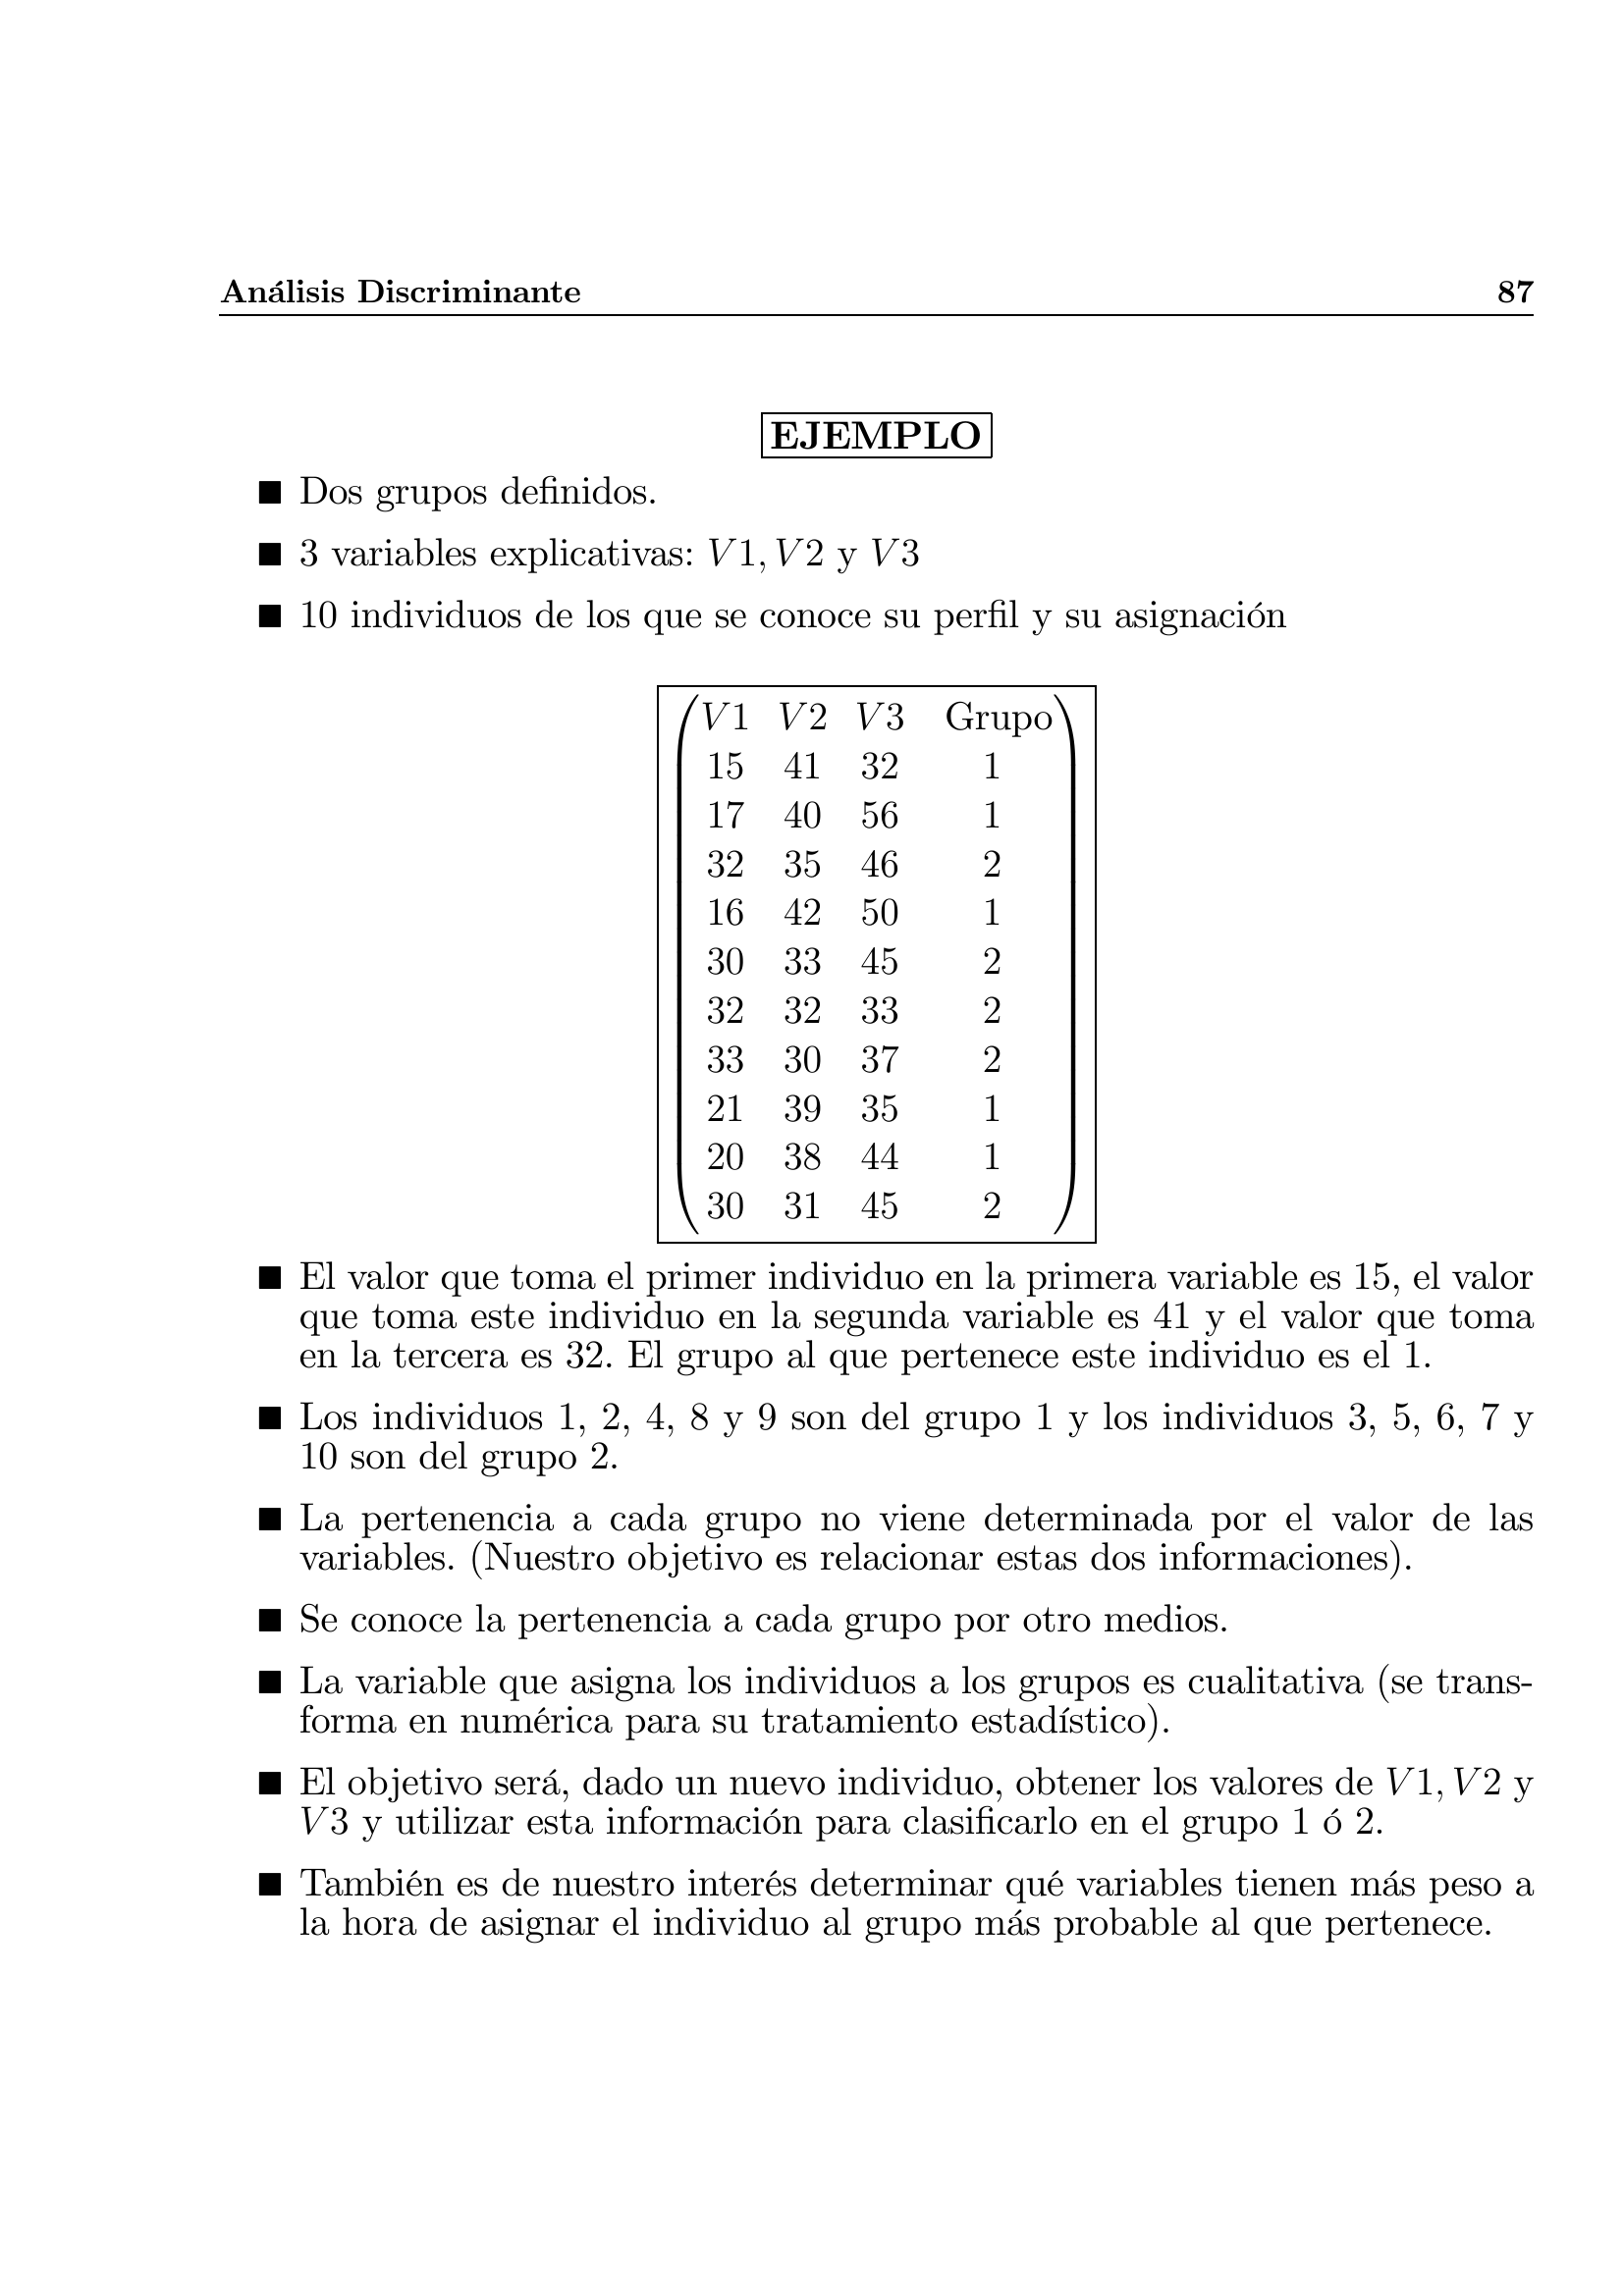 Análisis Discriminante 87
EJEMPLO
■ Dos grupos definidos.
■ 3 variables explicativas: V1, V2 y V3
■ 10 individuos de los que se conoce su perfil y su asignación
V1 V2 V3 Grupo
15 41 32 1
17 40 56 1
32 35 46 2
16 42 50 1
30 33 45 2
32 32 33 2
33 30 37 2
21 39 35 1
20 38 44 1
30 31 45 2
■ El valor que toma el primer individuo en la primera variable es 15, el valor
que toma este individuo en la segunda variable es 41 y el valor que toma
en la tercera es 32. El grupo al que pertenece este individuo es el 1.
■ Los individuos 1, 2, 4, 8 y 9 son del grupo 1 y los individuos 3, 5, 6, 7 y
10 son del grupo 2.
■ La pertenencia a cada grupo no viene determinada por el valor de las
variables. (Nuestro objetivo es relacionar estas dos informaciones).
■ Se conoce la pertenencia a cada grupo por otro medios.
■ La variable que asigna los individuos a los grupos es cualitativa (se trans-
forma en numérica para su tratamiento estadístico).
■ El objetivo será, dado un nuevo individuo, obtener los valores de V1, V2 y
V3 y utilizar esta información para clasificarlo en el grupo 1 ó 2.
■ También es de nuestro interés determinar qué variables tienen más peso a
la hora de asignar el individuo al grupo más probable al que pertenece.